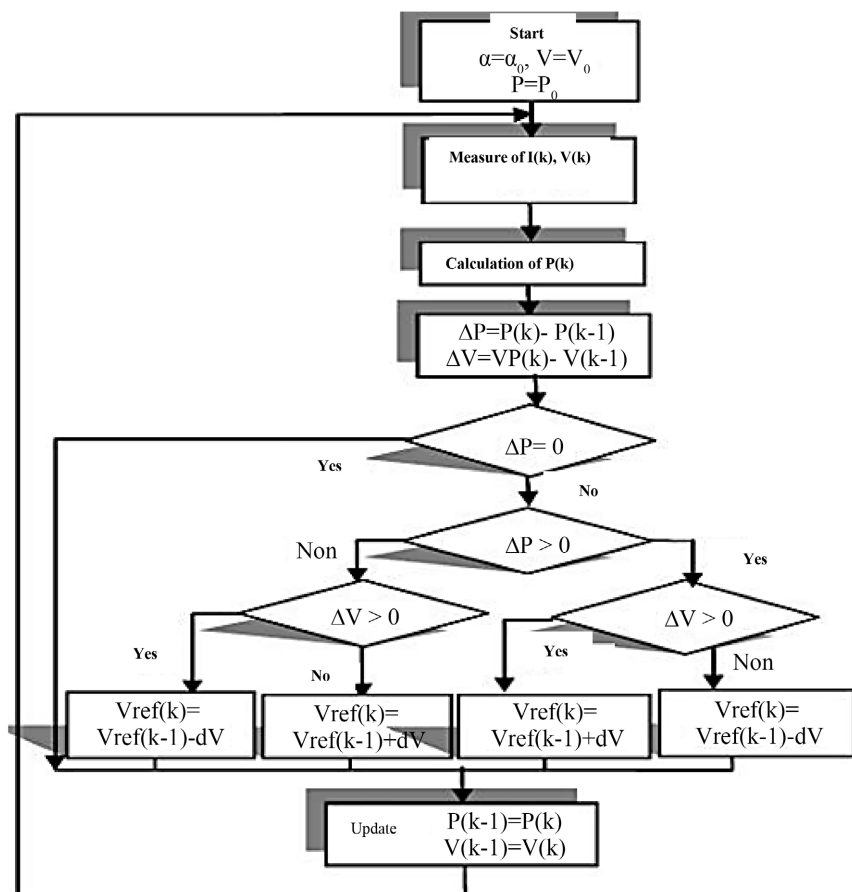 Start
α=α₀, V=V₀
P=P₀
Measure of I(k), V(k)
Calculation of P(k)
ΔP=P(k)- P(k-1)
ΔV=VP(k)- V(k-1)
ΔP= 0
Yes
No
ΔP > 0
Non
Yes
ΔV > 0
ΔV > 0
Yes
No
Yes
Non
Vref(k)=
Vref(k-1)-dV
Vref(k)=
Vref(k-1)+dV
Vref(k)=
Vref(k-1)+dV
Vref(k)=
Vref(k-1)-dV
Update P(k-1)=P(k)
V(k-1)=V(k)